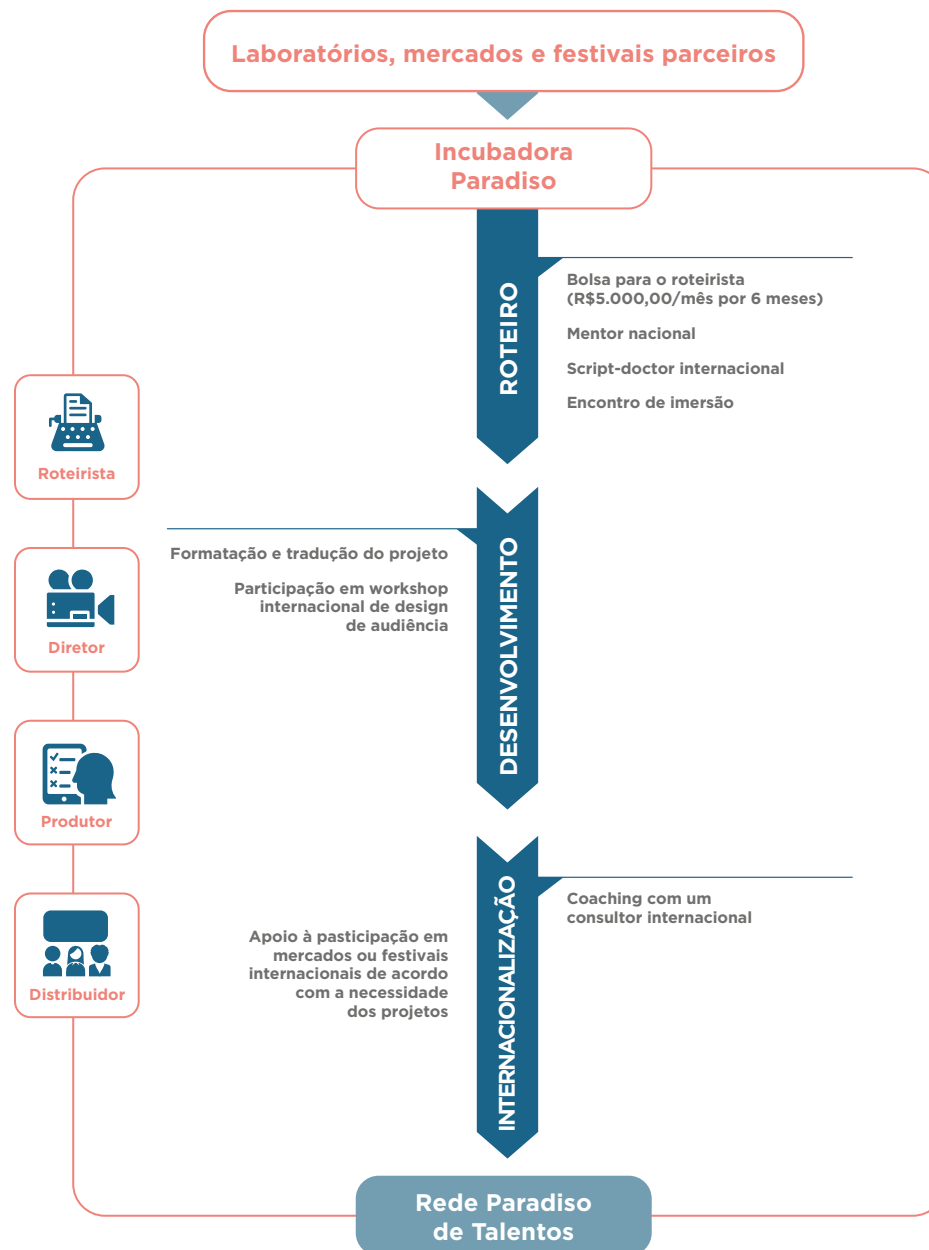 Laboratórios, mercados e festivais parceiros
Incubadora
Paradiso
ROTEIRO
Bolsa para o roteirista
(R$5.000,00/mês por 6 meses)
Mentor nacional
Script-doctor internacional
Encontro de imersão
Roteirista
Diretor
Produtor
Distribuidor
DESENVOLVIMENTO
Formatação e tradução do projeto
Participação em workshop
internacional de design
de audiência
INTERNACIONALIZAÇÃO
Coaching com um
consultor internacional
Apoio à pasticipação em
mercados ou festivais
internacionais de acordo
com a necessidade
dos projetos
Rede Paradiso
de Talentos